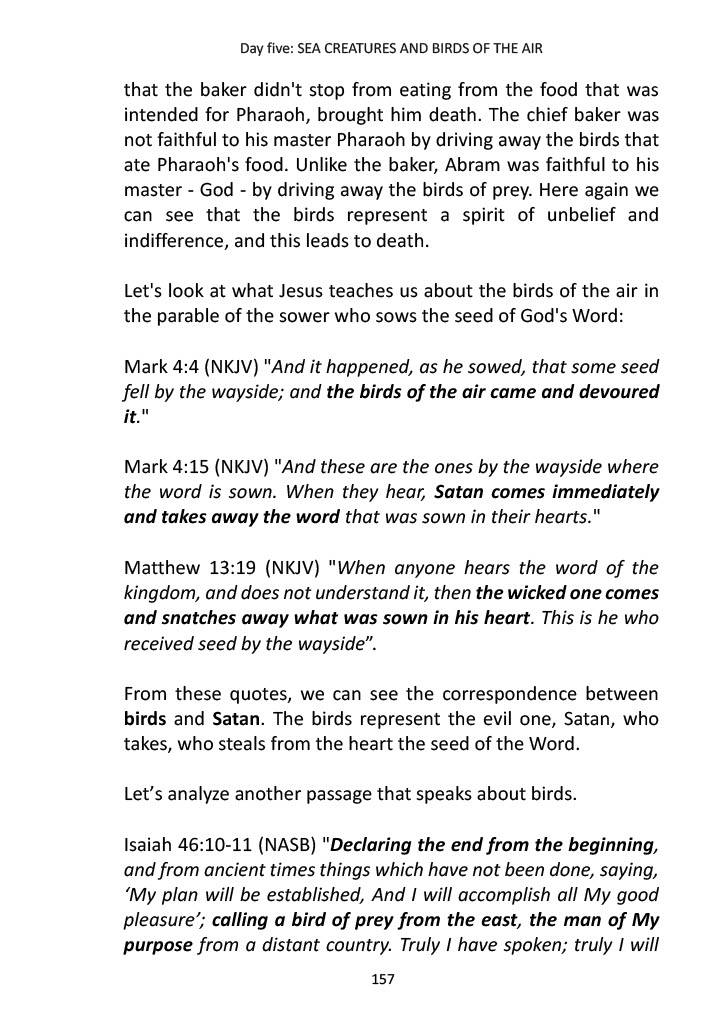 Day five: SEA CREATURES AND BIRDS OF THE AIR
that the baker didn't stop from eating from the food that was
intended for Pharaoh, brought him death. The chief baker was
not faithful to his master Pharaoh by driving away the birds that
ate Pharaoh's food. Unlike the baker, Abram was faithful to his
master - God - by driving away the birds of prey. Here again we
can see that the birds represent a spirit of unbelief and
indifference, and this leads to death.
Let's look at what Jesus teaches us about the birds of the air in
the parable of the sower who sows the seed of God's Word:
Mark 4:4 (NKJV) "And it happened, as he sowed, that some seed
fell by the wayside; and the birds of the air came and devoured
it."
Mark 4:15 (NKJV) "And these are the ones by the wayside where
the word is sown. When they hear, Satan comes immediately
and takes away the word that was sown in their hearts."
Matthew 13:19 (NKJV) "When anyone hears the word of the
kingdom, and does not understand it, then the wicked one comes
and snatches away what was sown in his heart. This is he who
received seed by the wayside”.
From these quotes, we can see the correspondence between
birds and Satan. The birds represent the evil one, Satan, who
takes, who steals from the heart the seed of the Word.
Let’s analyze another passage that speaks about birds.
Isaiah 46:10-11 (NASB) "Declaring the end from the beginning,
and from ancient times things which have not been done, saying,
‘My plan will be established, And I will accomplish all My good
pleasure’; calling a bird of prey from the east, the man of My
purpose from a distant country. Truly I have spoken; truly I will
157